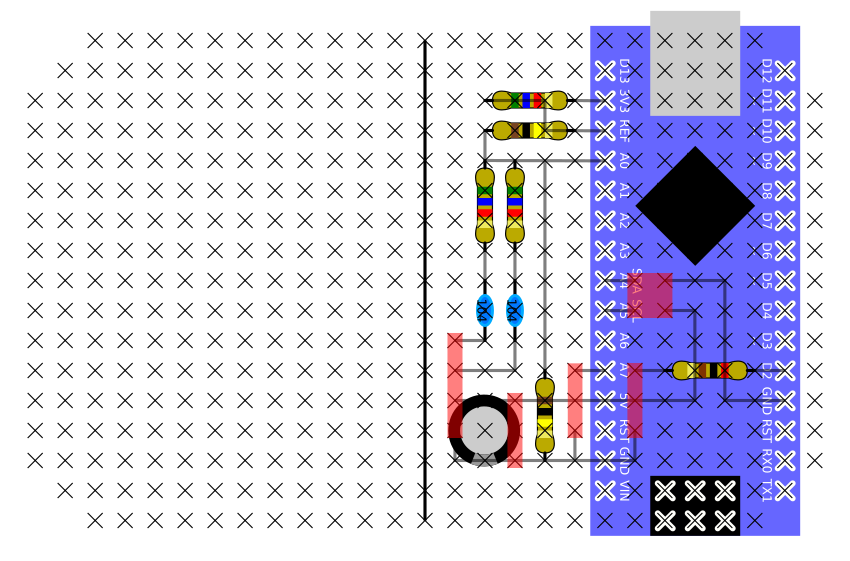 D13
3V3
REF
A0
A1
A2
A3
A4
A5
A6
A7
5V
RST
GND
VIN
SDA SCL
D12
D11
D10
D9
D8
D7
D6
D5
D4
D3
D2
GND
RST
RX0
TX1
104
104